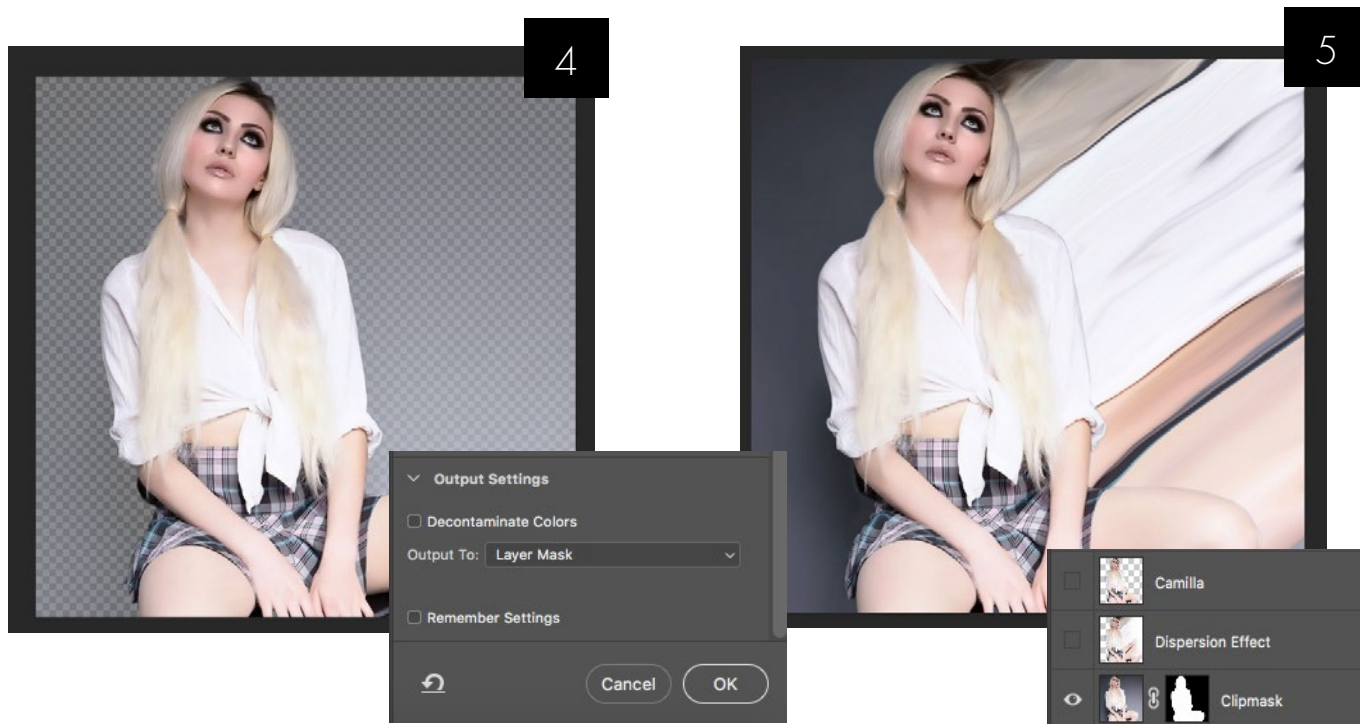 4
Output Settings
Decontaminate Colors
Output To: Layer Mask
Remember Settings
Cancel OK
5
Camilla
Dispersion Effect
Clipmask